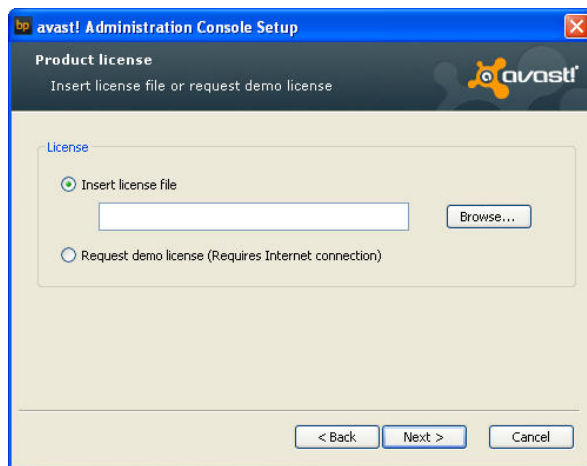 bp avast! Administration Console Setup
Product license
Insert license file or request demo license
avast!
License
Insert license file
Browse...
Request demo license (Requires Internet connection)
< Back
Next >
Cancel